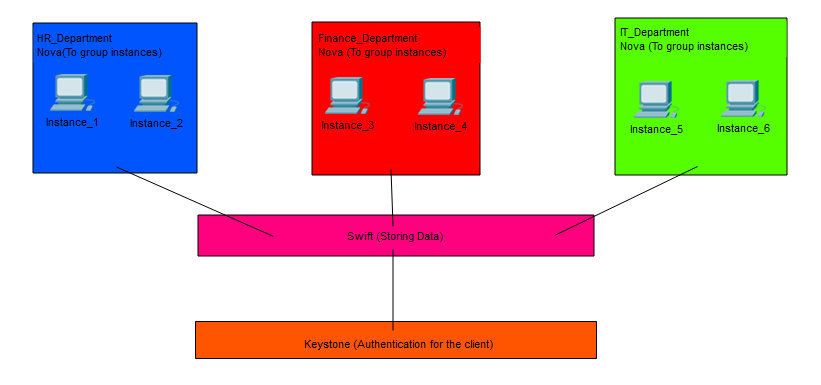 HR_Department
Nova(To group instances)
Instance_1
Instance_2
Finance_Department
Nova (To group instances)
Instance_3
Instance_4
IT_Department
Nova (To group instances)
Instance_5
Instance_6
Swift (Storing Data)
Keystone (Authentication for the client)